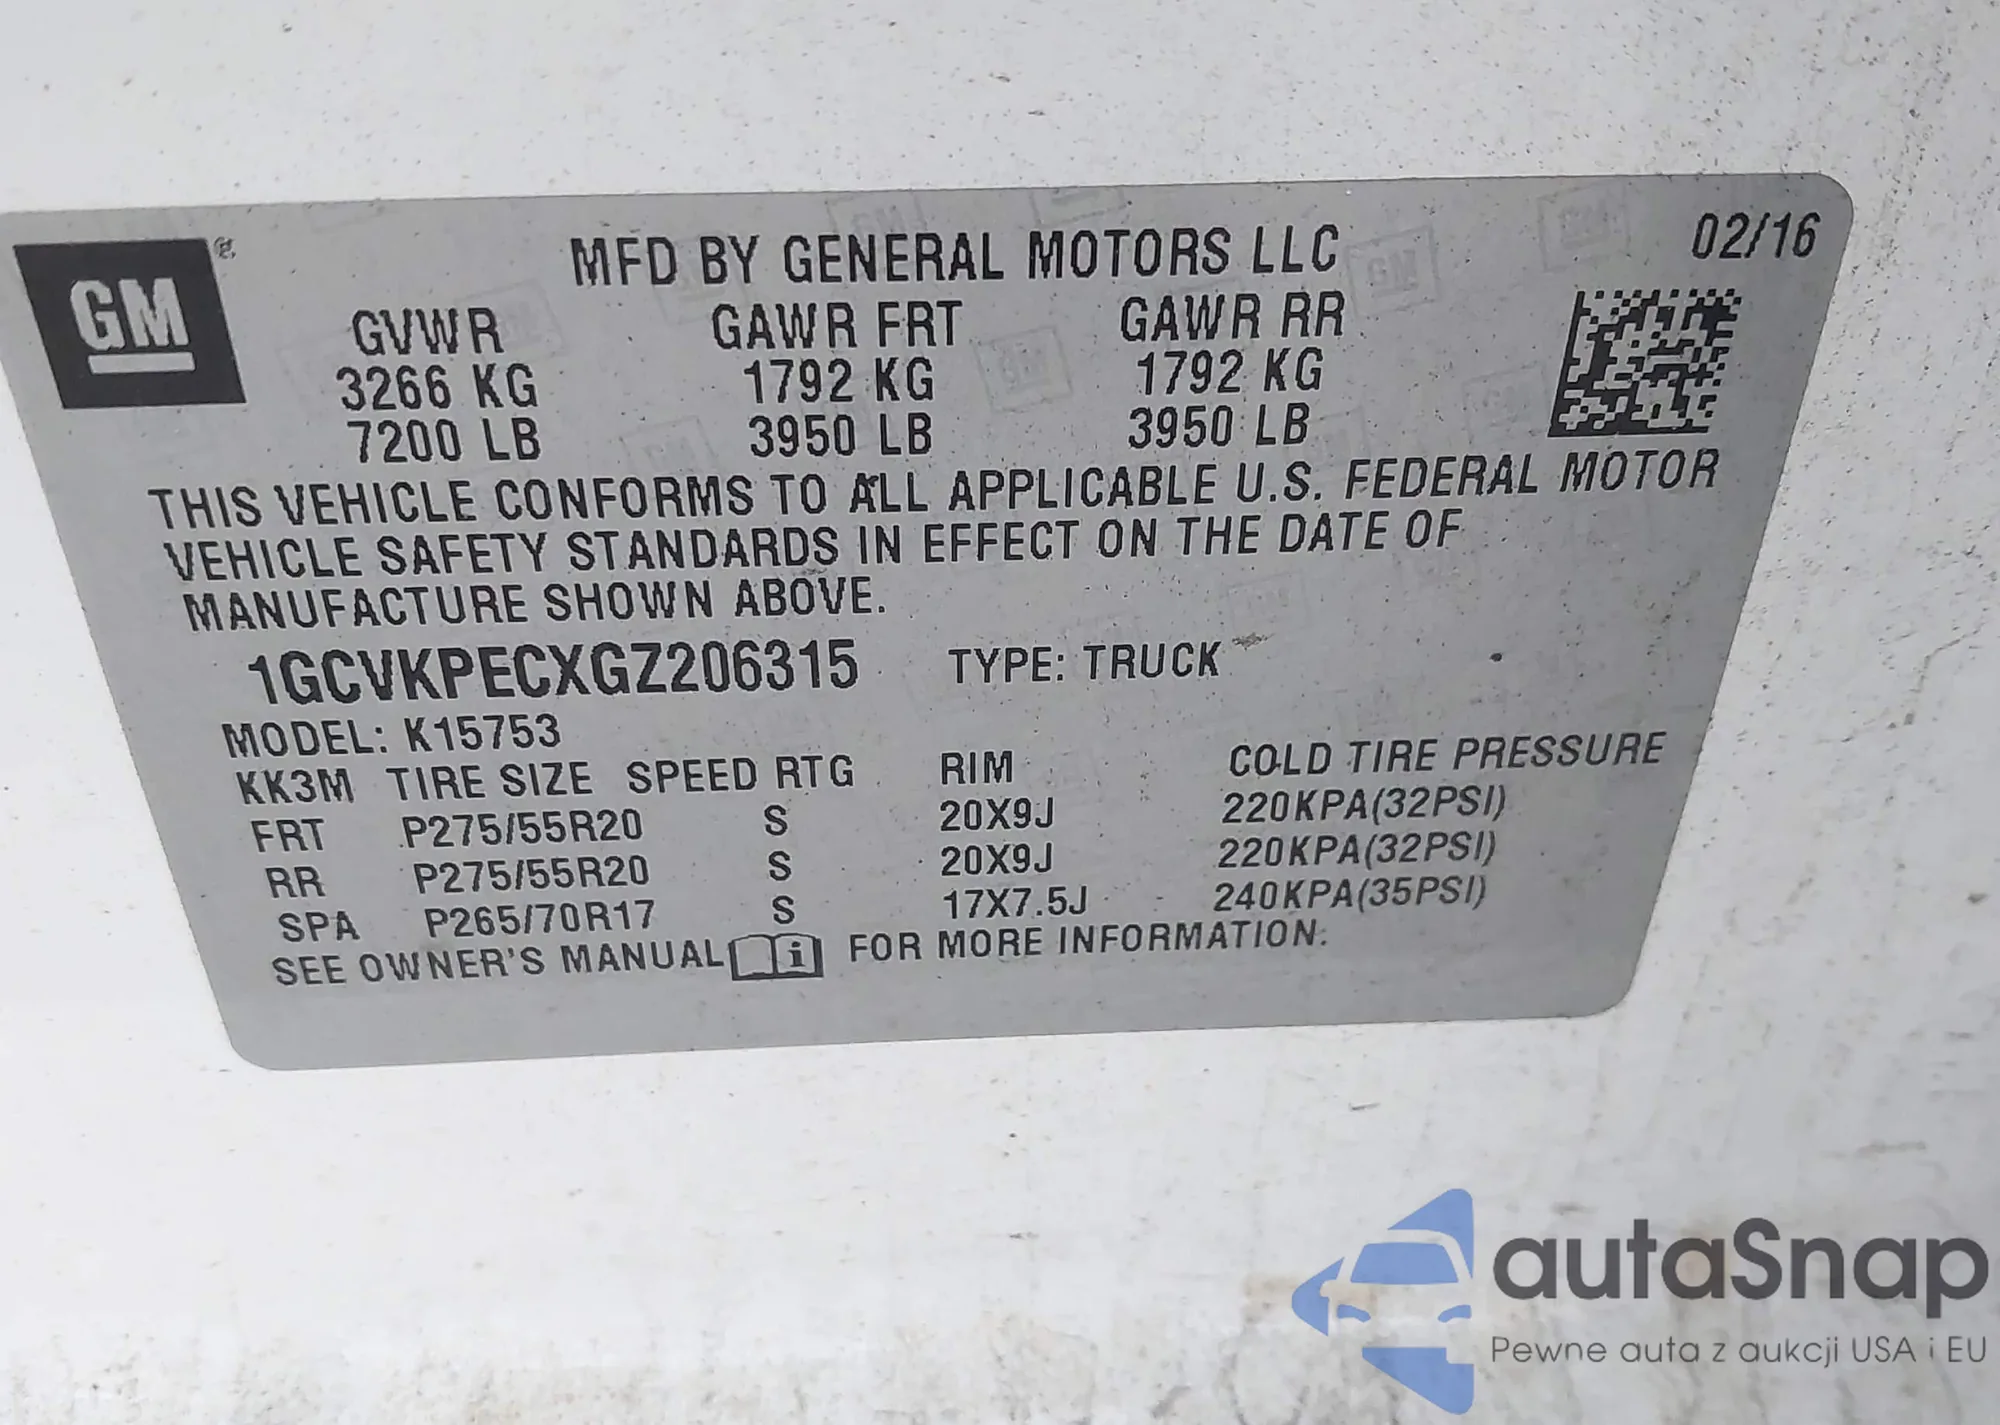 GM®
MFD BY GENERAL MOTORS LLC 02/16
GVWR GAWR FRT GAWR RR
3266 KG 1792 KG 1792 KG
7200 LB 3950 LB 3950 LB
THIS VEHICLE CONFORMS TO ALL APPLICABLE U.S. FEDERAL MOTOR
VEHICLE SAFETY STANDARDS IN EFFECT ON THE DATE OF
MANUFACTURE SHOWN ABOVE.
1GCVKPECXGZ206315 TYPE: TRUCK
MODEL: K15753
KK3M TIRE SIZE SPEED RTG RIM COLD TIRE PRESSURE
FRT P275/55R20 S 20X9J 220KPA(32PSI)
RR P275/55R20 S 20X9J 220KPA(32PSI)
SPA P265/70R17 S 17X7.5J 240KPA(35PSI)
SEE OWNER'S MANUAL i FOR MORE INFORMATION.
autaSnap
Pewne auta z aukcji USA i EU